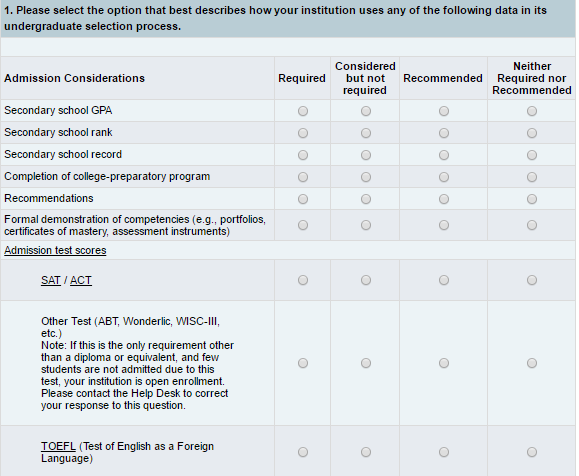 1. Please select the option that best describes how your institution uses any of the following data in its
undergraduate selection process.
Admission Considerations
Required
Considered
but not
required
Recommended
Neither
Required nor
Recommended
Secondary school GPA
Secondary school rank
Secondary school record
Completion of college-preparatory program
Recommendations
Formal demonstration of competencies (e.g., portfolios,
certificates of mastery, assessment instruments)
Admission test scores
SAT / ACT
Other Test (ABT, Wonderlic, WISC-III,
etc.)
Note: If this is the only requirement other
than a diploma or equivalent, and few
students are not admitted due to this
test, your institution is open enrollment.
Please contact the Help Desk to correct
your response to this question.
TOEFL (Test of English as a Foreign
Language)